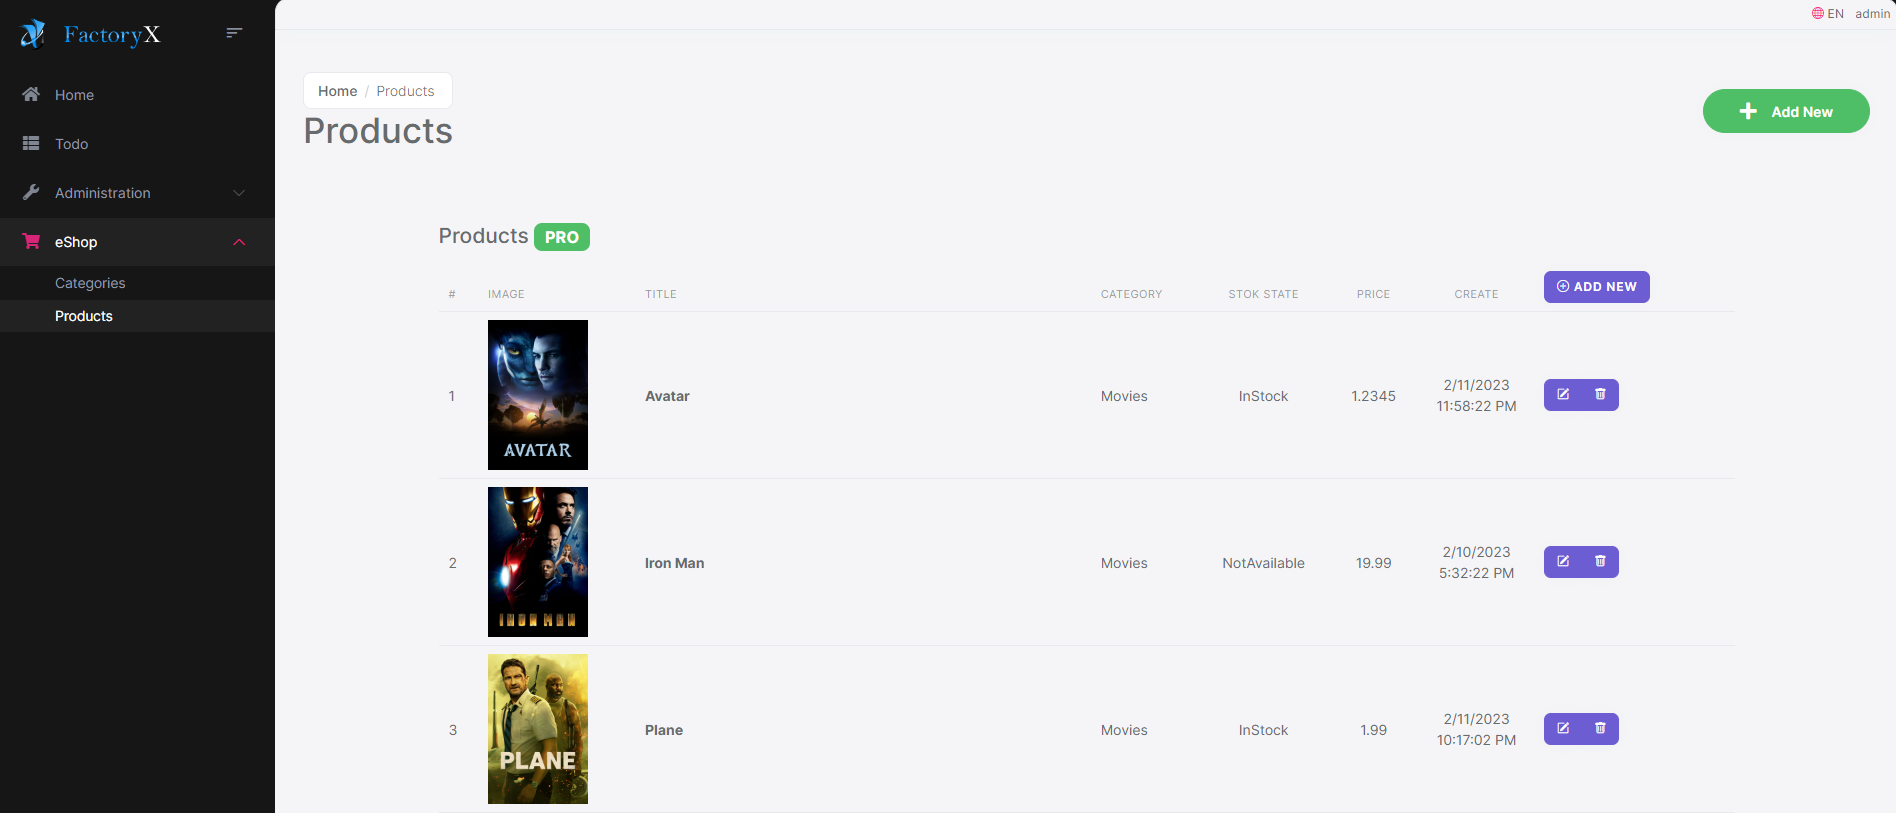 FactoryX
EN admin
Home
Todo
Administration
eShop
Categories
Products
Home / Products
Products
Add New
Products PRO
# IMAGE TITLE CATEGORY STOK STATE PRICE CREATE ADD NEW
AVATAR
1 Avatar Movies InStock 1.2345 2/11/2023
11:58:22 PM
IRON MAN
2 Iron Man Movies NotAvailable 19.99 2/10/2023
5:32:22 PM
PLANE
3 Plane Movies InStock 1.99 2/11/2023
10:17:02 PM